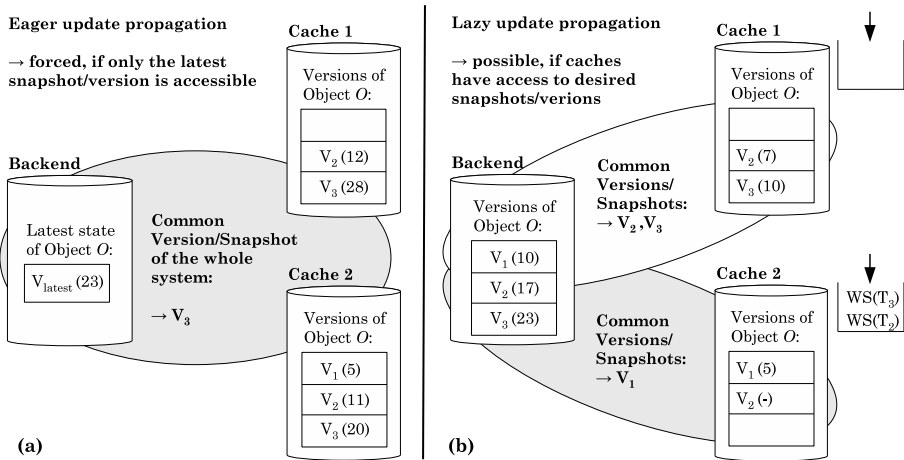 Eager update propagation
→ forced, if only the latest
snapshot/version is accessible
Cache 1
Versions of
Object O:
V2 (12)
V3 (28)
Backend
Latest state
of Object O:
Vlatest (23)
Common
Version/Snapshot
of the whole
system:
→ V3
Cache 2
Versions of
Object O:
V1 (5)
V2 (11)
V3 (20)
(a)
Lazy update propagation
→ possible, if caches
have access to desired
snapshots/verions
Cache 1
Versions of
Object O:
V2 (7)
V3 (10)
Backend
Versions of
Object O:
V1 (10)
V2 (17)
V3 (23)
Common
Versions/
Snapshots:
→ V2 ,V3
Common
Versions/
Snapshots:
→ V1
Cache 2
Versions of
Object O:
V1 (5)
V2 (-)
WS(T3)
WS(T2)
(b)